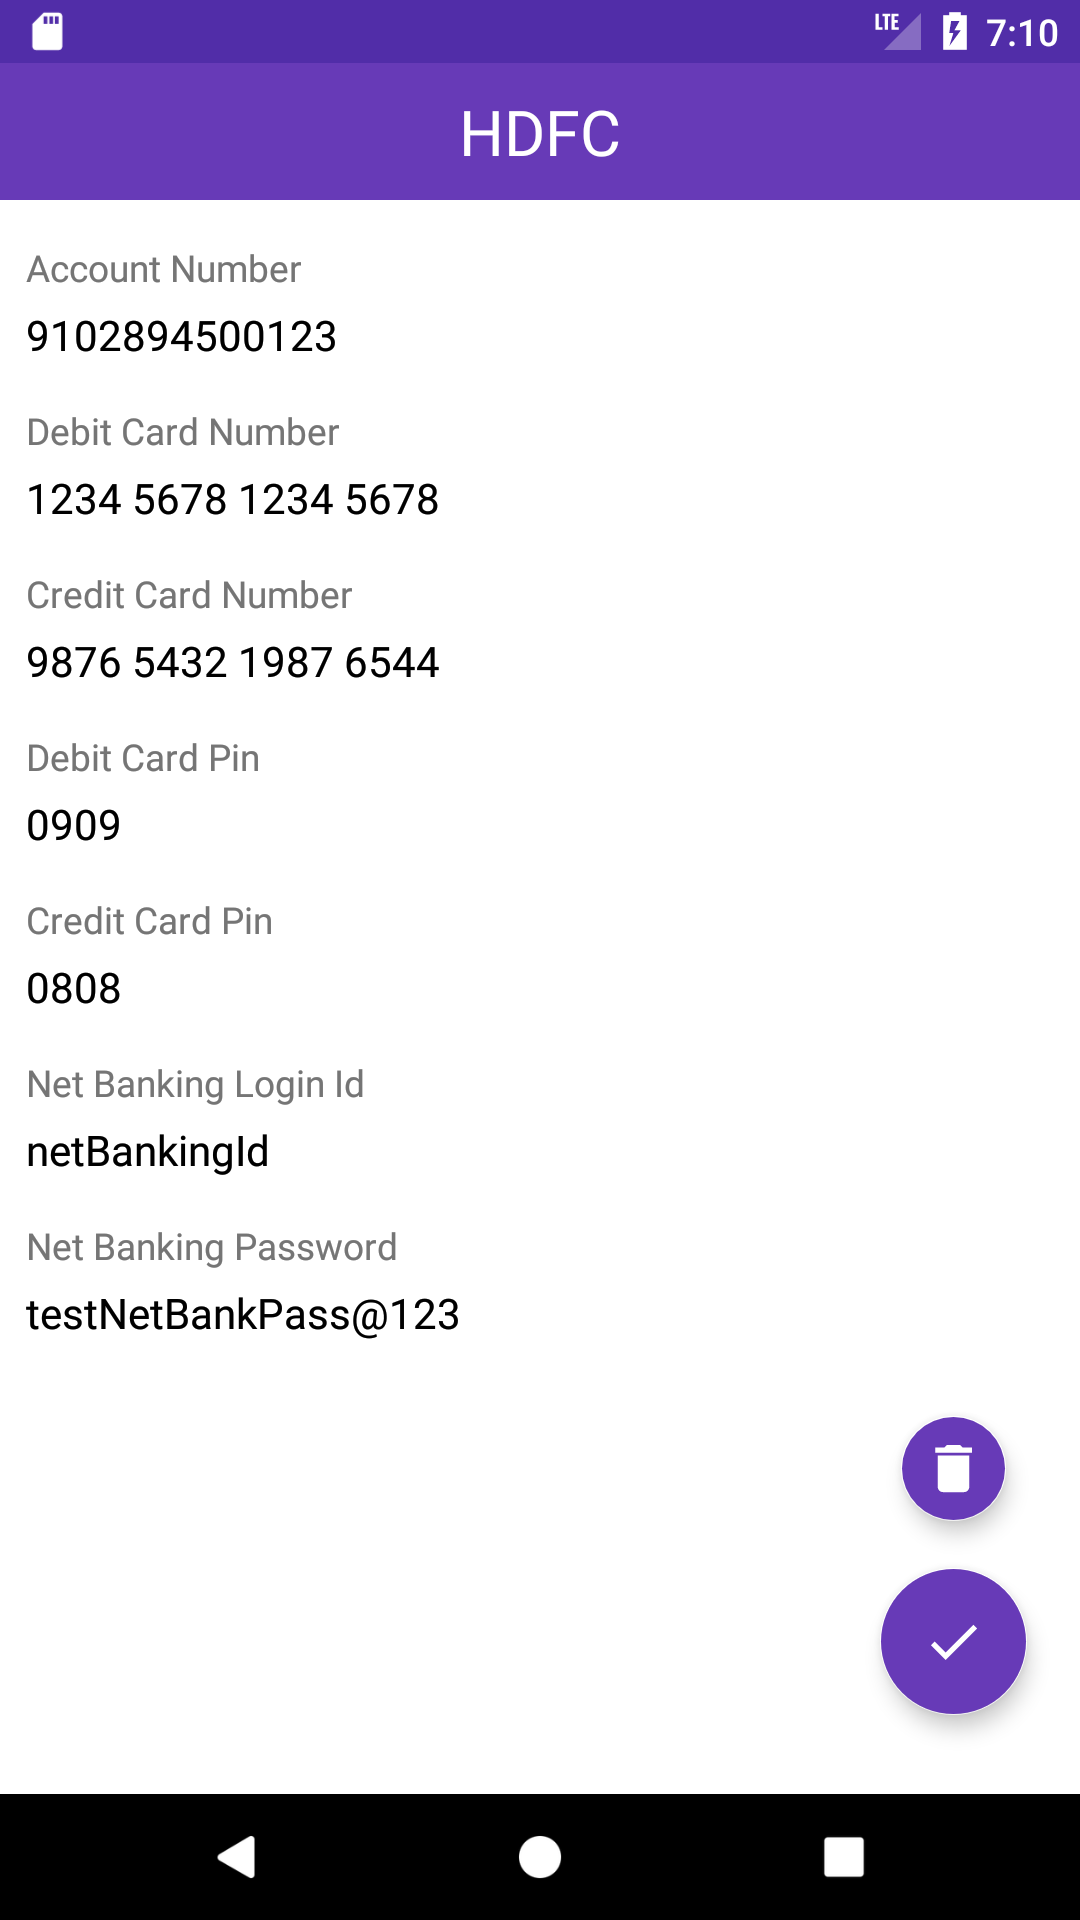 LTE 7:10
HDFC
Account Number
9102894500123
Debit Card Number
1234 5678 1234 5678
Credit Card Number
9876 5432 1987 6544
Debit Card Pin
0909
Credit Card Pin
0808
Net Banking Login Id
netBankingId
Net Banking Password
testNetBankPass@123